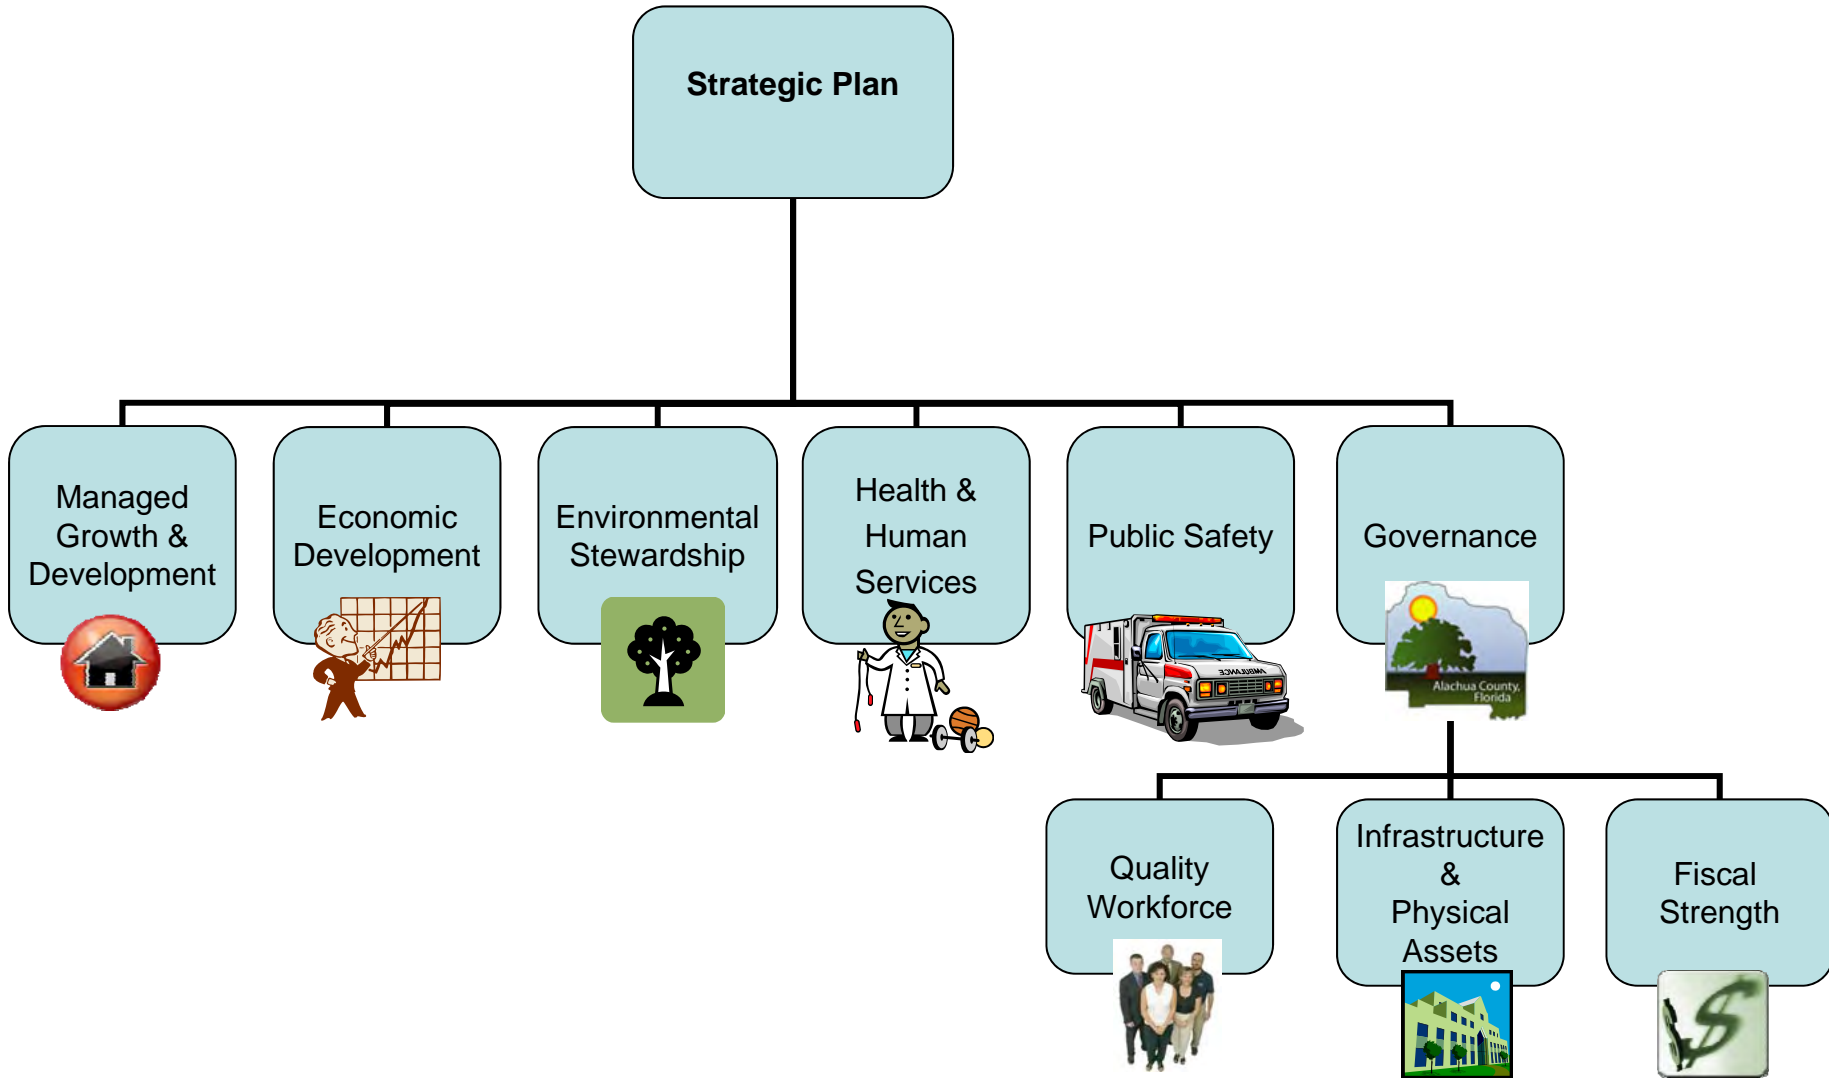 Strategic Plan
Managed
Growth &
Development
Economic
Development
Environmental
Stewardship
Health &
Human
Services
Public Safety
Governance
AMBULANCE
Alachua County,
Florida
Quality
Workforce
Infrastructure
&
Physical
Assets
Fiscal
Strength
$